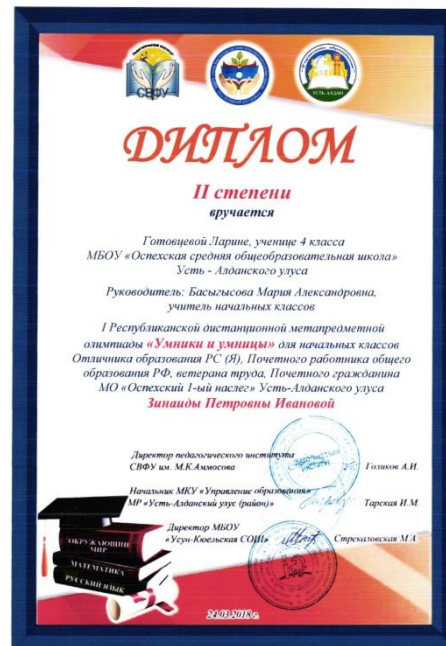 СВФУ
УСТЬ-АЛДАН
ДИПЛОМ
II степени
вручается
Готовцевой Ларине, ученице 4 класса
МБОУ «Оспехская средняя общеобразовательная школа»
Усть - Алданского улуса
Руководитель: Басыгысова Мария Александровна,
учитель начальных классов
I Республиканской дистанционной метапредметной
олимпиады «Умники и умницы» для начальных классов
Отличника образования РС (Я), Почетного работника общего
образования РФ, ветерана труда, Почетного гражданина
МО «Оспехский 1-ый наслег» Усть-Алданского улуса
Зинаиды Петровны Ивановой
Директор педагогического института
СВФУ им. М.К.Аммосова Голиков А.И.
Начальник МКУ «Управление образования»
МР «Усть-Алданский улус (район)» Тарская И.М.
Директор МБОУ
«Усун-Кюельская СОШ» Стрекаловская М.А
ОКРУЖАЮЩИЙ
МИР
МАТЕМАТИКА
РУССКИЙ ЯЗЫК
24.03.2018 г.